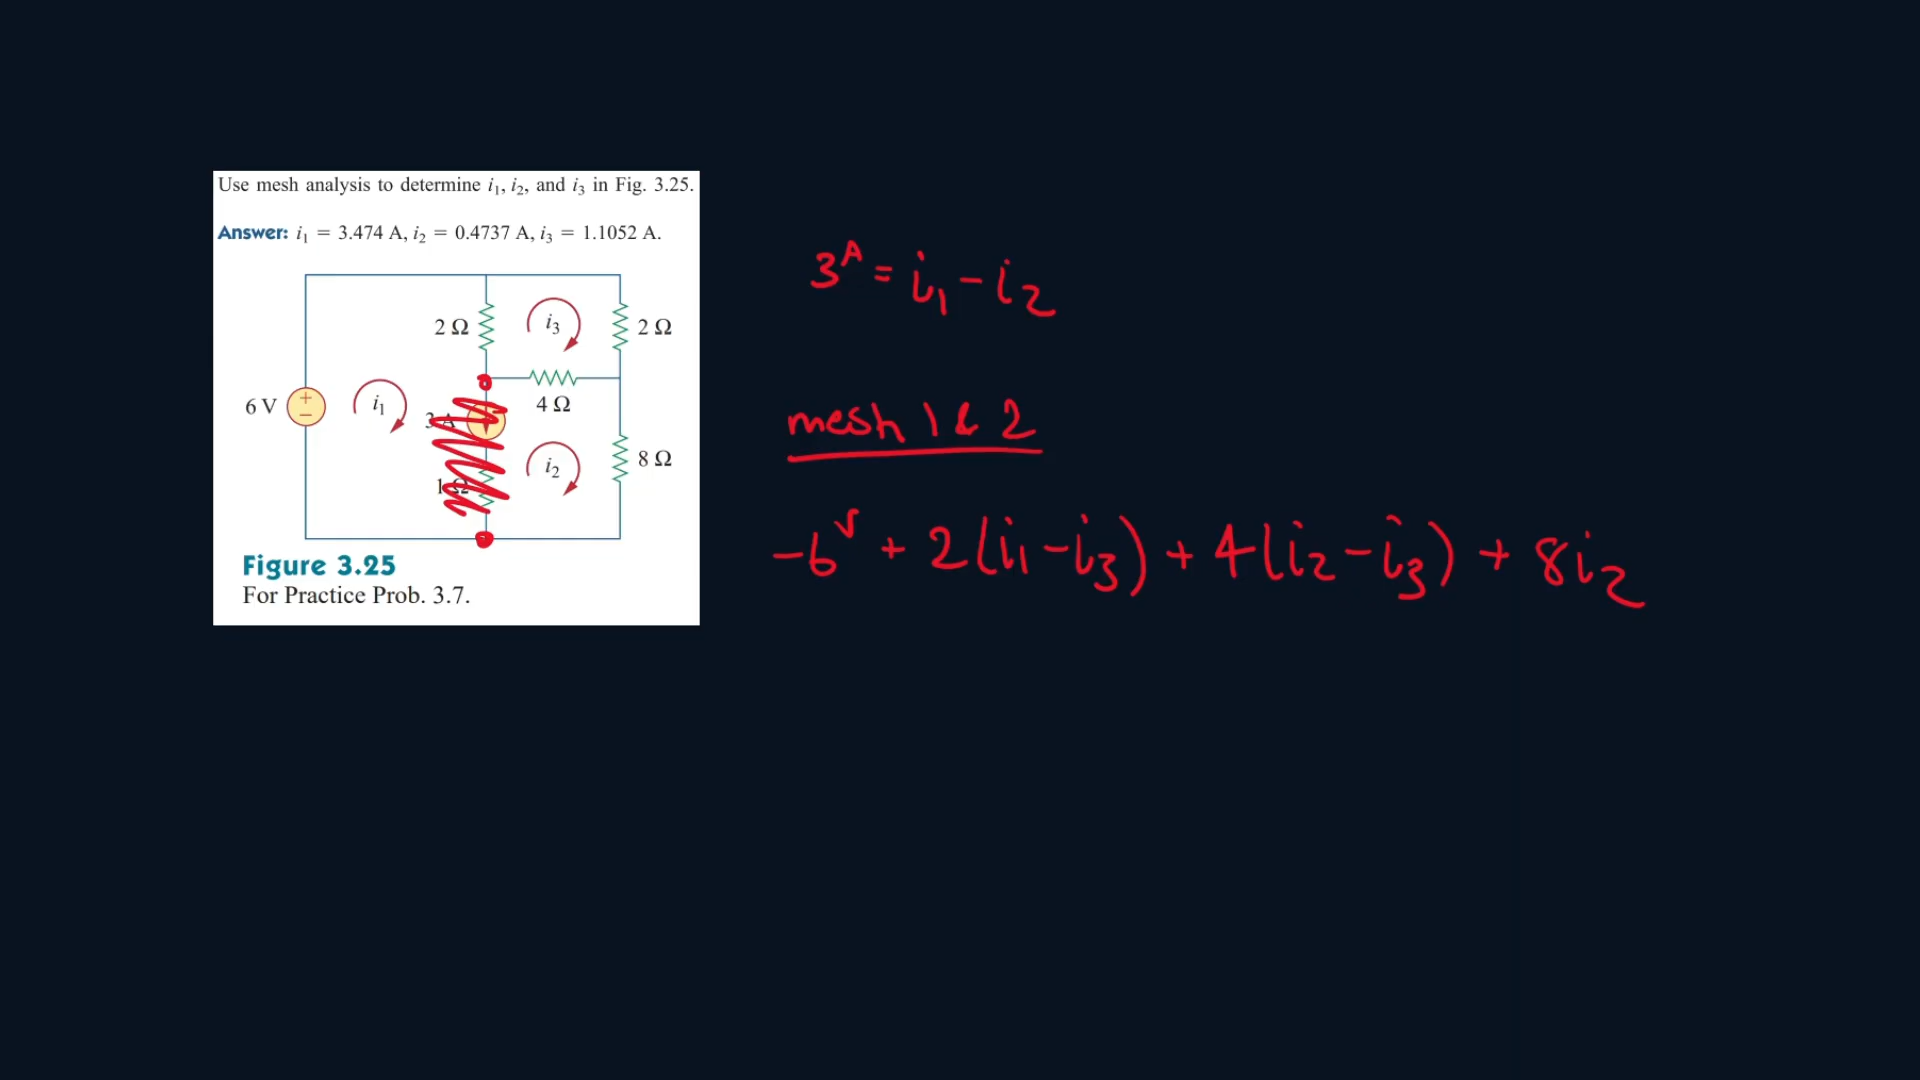 Use mesh analysis to determine i₁, i₂, and i₃ in Fig. 3.25.
Answer: i₁ = 3.474 A, i₂ = 0.4737 A, i₃ = 1.1052 A.
2 Ω
i₃
2 Ω
6 V
+
−
i₁
3 A
4 Ω
i₂
8 Ω
1 Ω
Figure 3.25
For Practice Prob. 3.7.
3ᴬ = i₁ − i₂
mesh 1 & 2
−6ᵛ + 2(i₁−i₃) + 4(i₂−i₃) + 8i₂